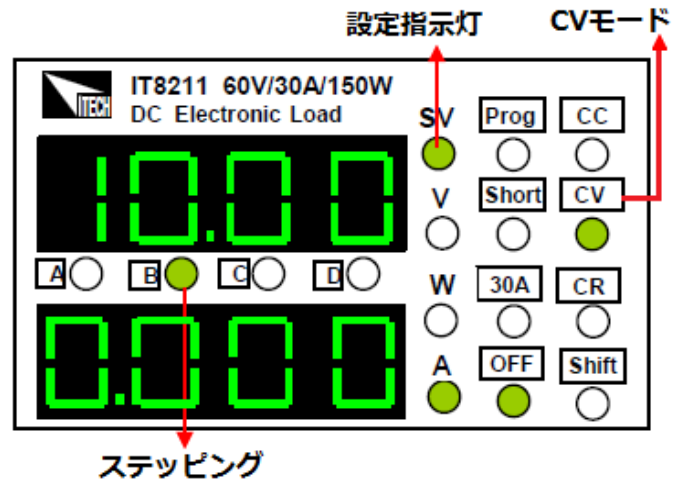 設定指示灯 CVモード
ITECH IT8211 60V/30A/150W
DC Electronic Load
SV Prog CC
10.00
V Short CV
A B C D
W 30A CR
0.000
A OFF Shift
ステッピング